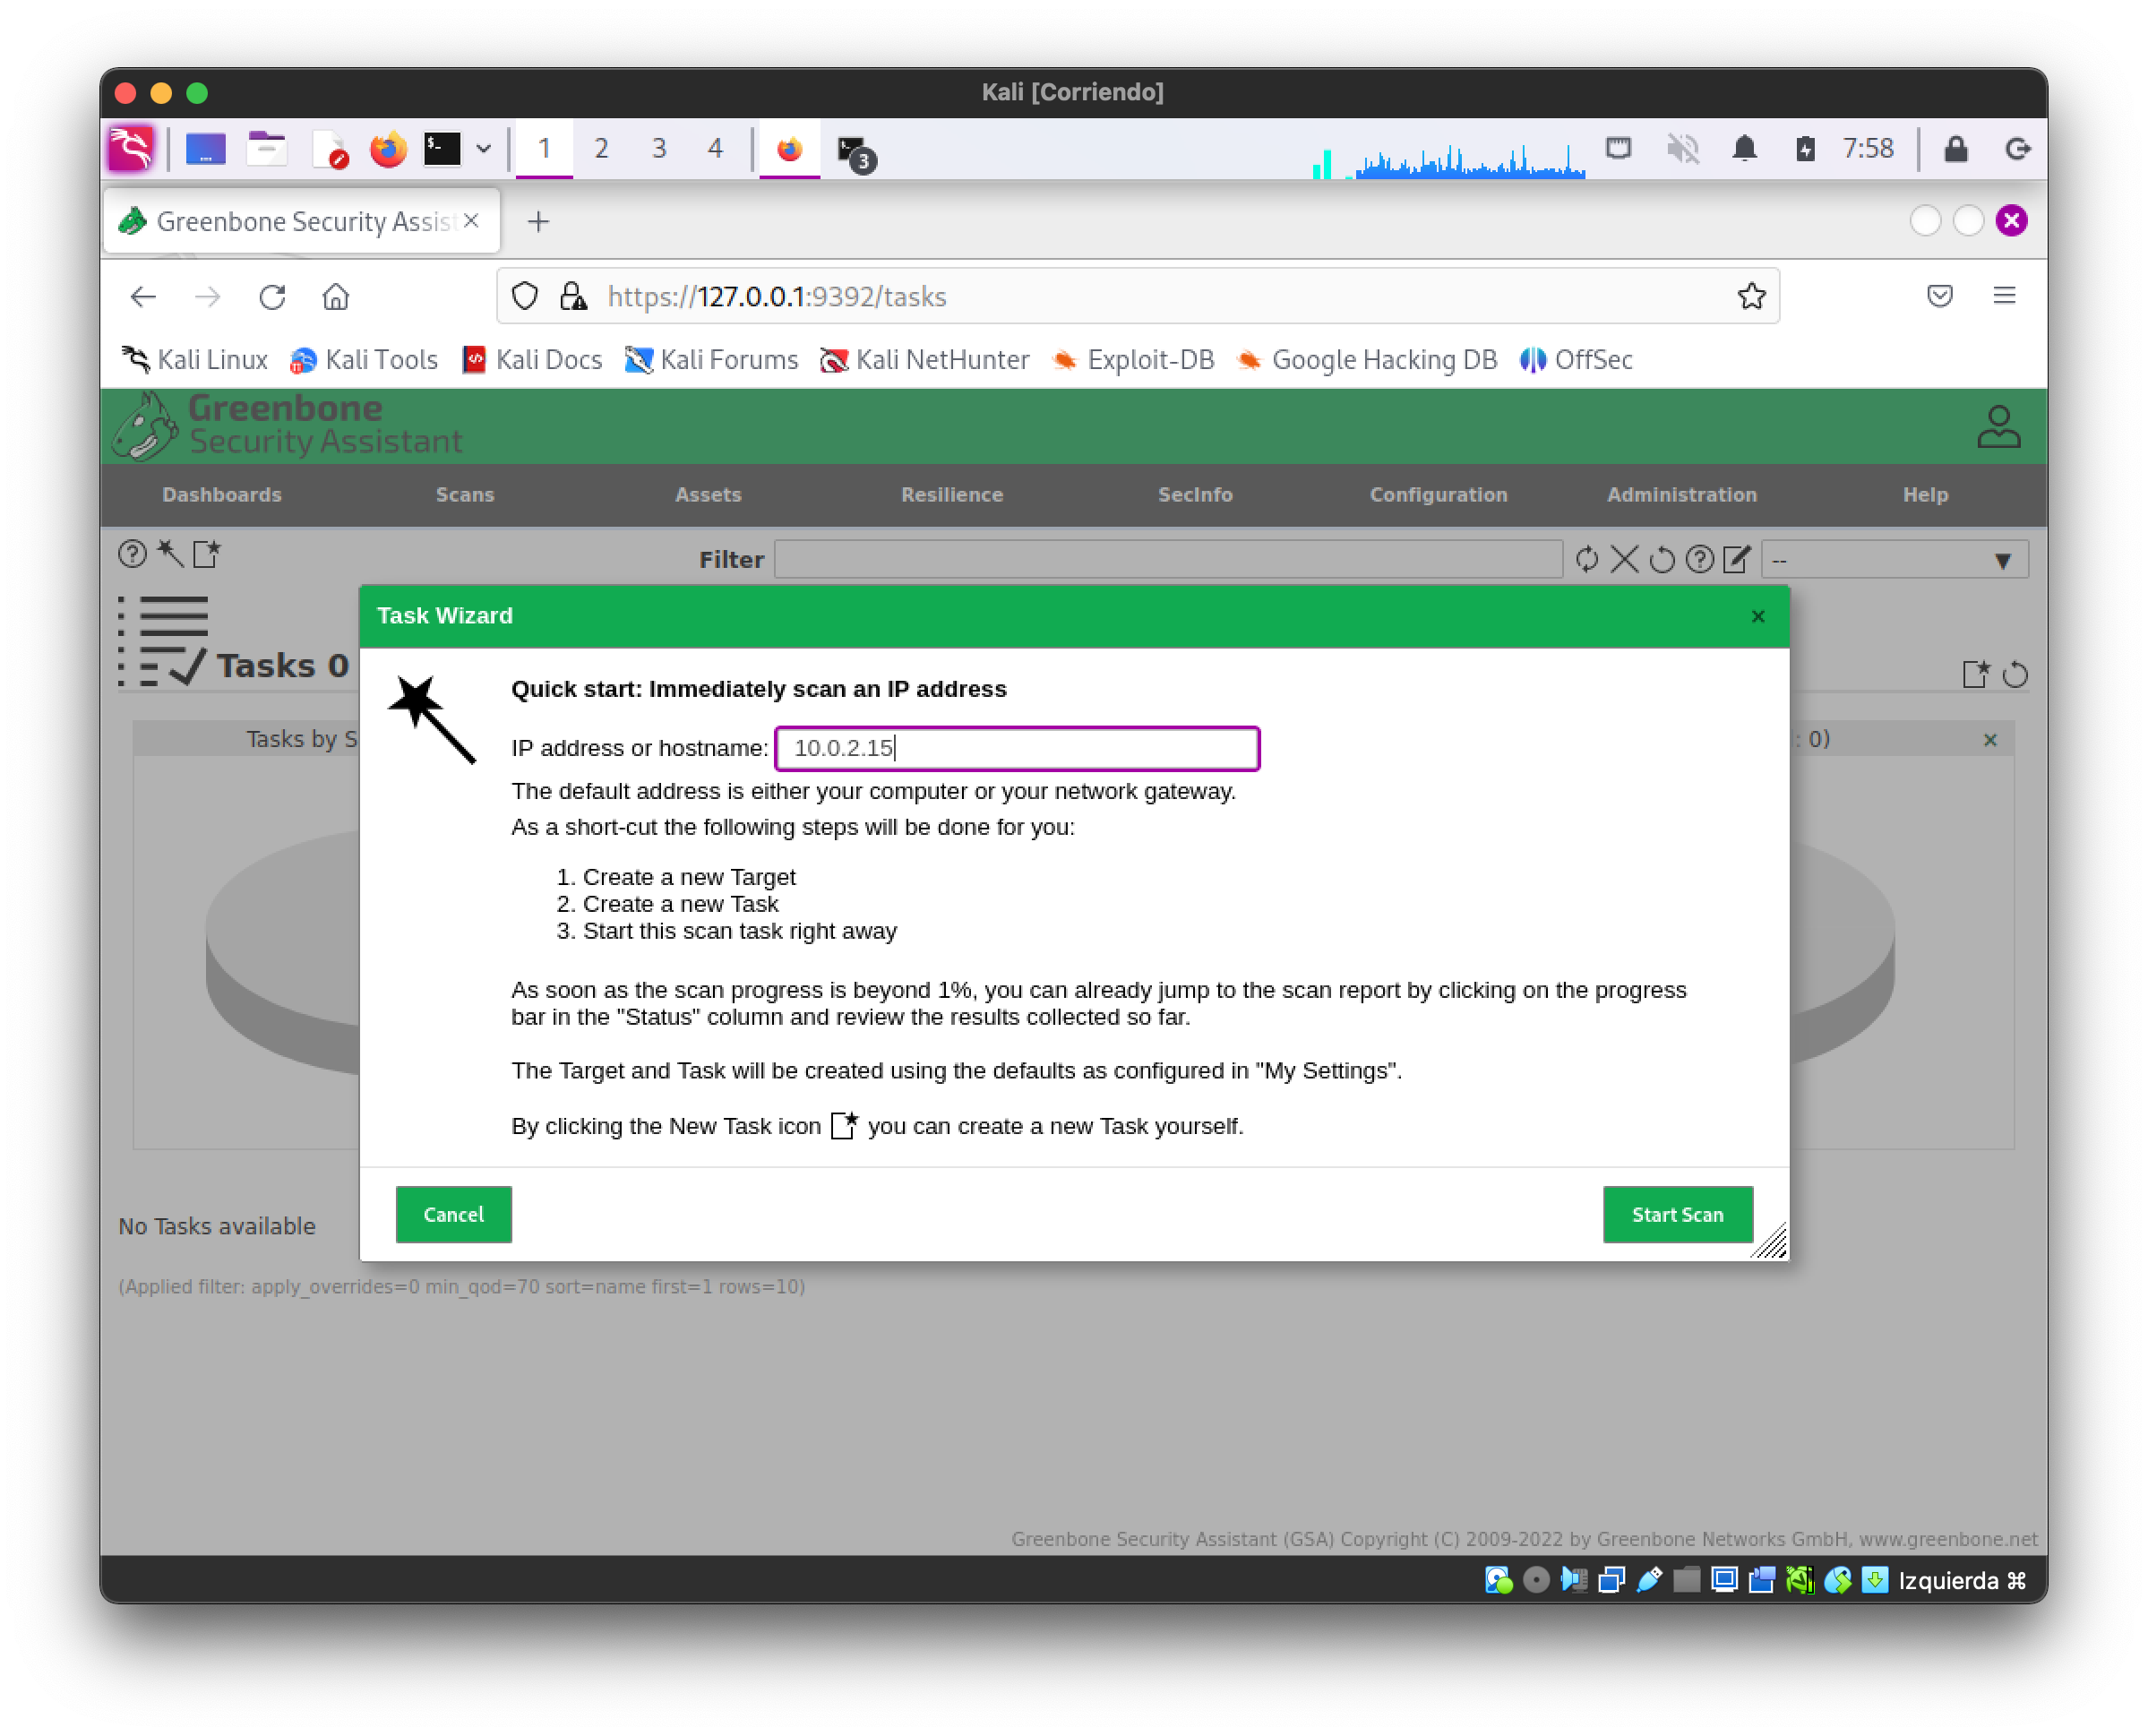 Kali [Corriendo]
1 2 3 4 3 7:58
Greenbone Security Assist
https://127.0.0.1:9392/tasks
Kali Linux Kali Tools Kali Docs Kali Forums Kali NetHunter Exploit-DB Google Hacking DB OffSec
Greenbone
Security Assistant
Dashboards Scans Assets Resilience SecInfo Configuration Administration Help
Filter --
Task Wizard
Tasks 0
Quick start: Immediately scan an IP address
Tasks by S : 0)
IP address or hostname: 10.0.2.15
The default address is either your computer or your network gateway.
As a short-cut the following steps will be done for you:
1. Create a new Target
2. Create a new Task
3. Start this scan task right away
As soon as the scan progress is beyond 1%, you can already jump to the scan report by clicking on the progress
bar in the "Status" column and review the results collected so far.
The Target and Task will be created using the defaults as configured in "My Settings".
By clicking the New Task icon you can create a new Task yourself.
Cancel Start Scan
No Tasks available
(Applied filter: apply_overrides=0 min_qod=70 sort=name first=1 rows=10)
Greenbone Security Assistant (GSA) Copyright (C) 2009-2022 by Greenbone Networks GmbH, www.greenbone.net
Izquierda ⌘